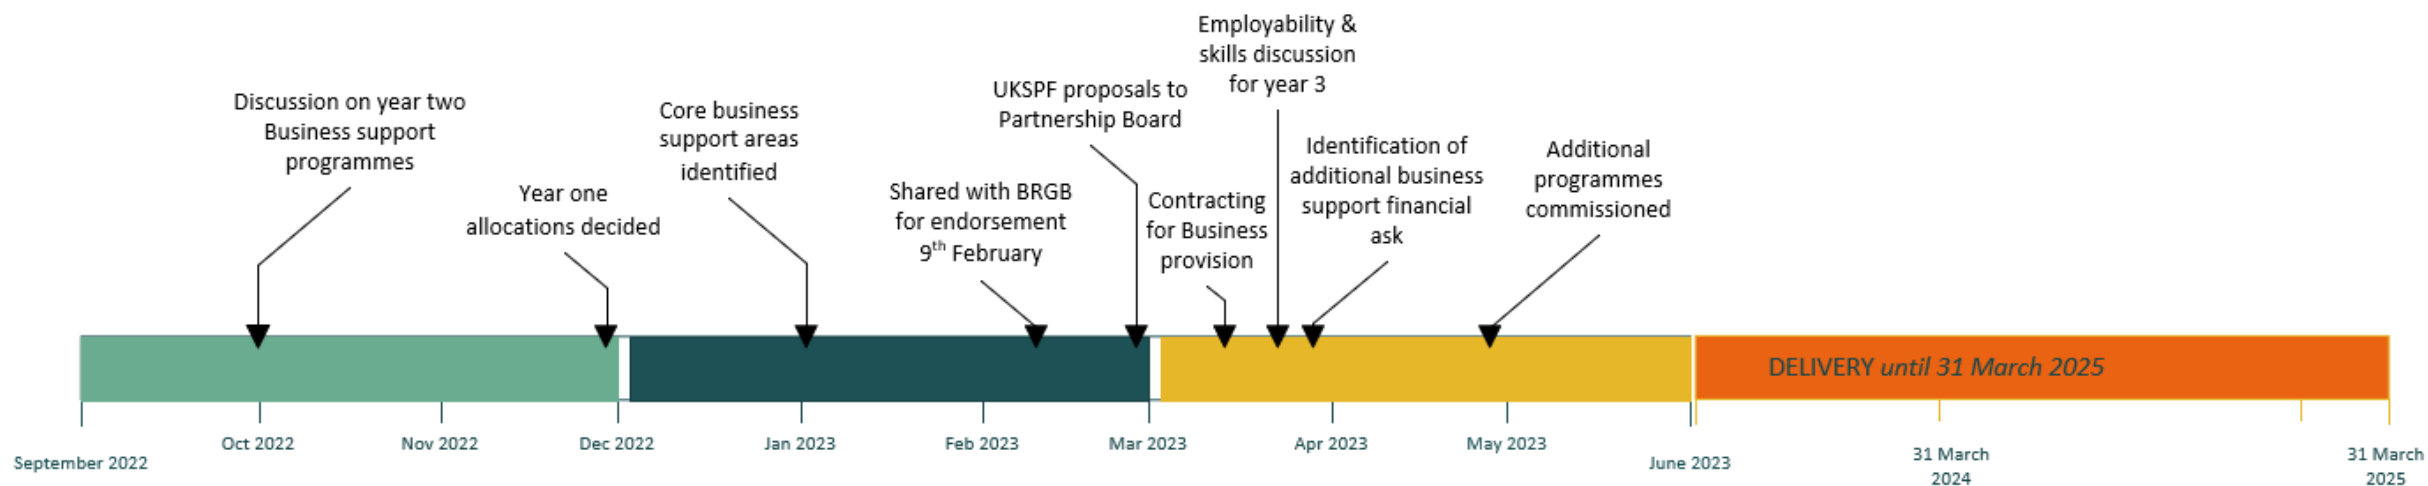 Discussion on year two
Business support
programmes
Year one
allocations decided
Core business
support areas
identified
Shared with BRGB
for endorsement
9th February
UKSPF proposals to
Partnership Board
Contracting
for Business
provision
Employability &
skills discussion
for year 3
Identification of
additional business
support financial
ask
Additional
programmes
commissioned
DELIVERY until 31 March 2025
September 2022
Oct 2022
Nov 2022
Dec 2022
Jan 2023
Feb 2023
Mar 2023
Apr 2023
May 2023
June 2023
31 March
2024
31 March
2025